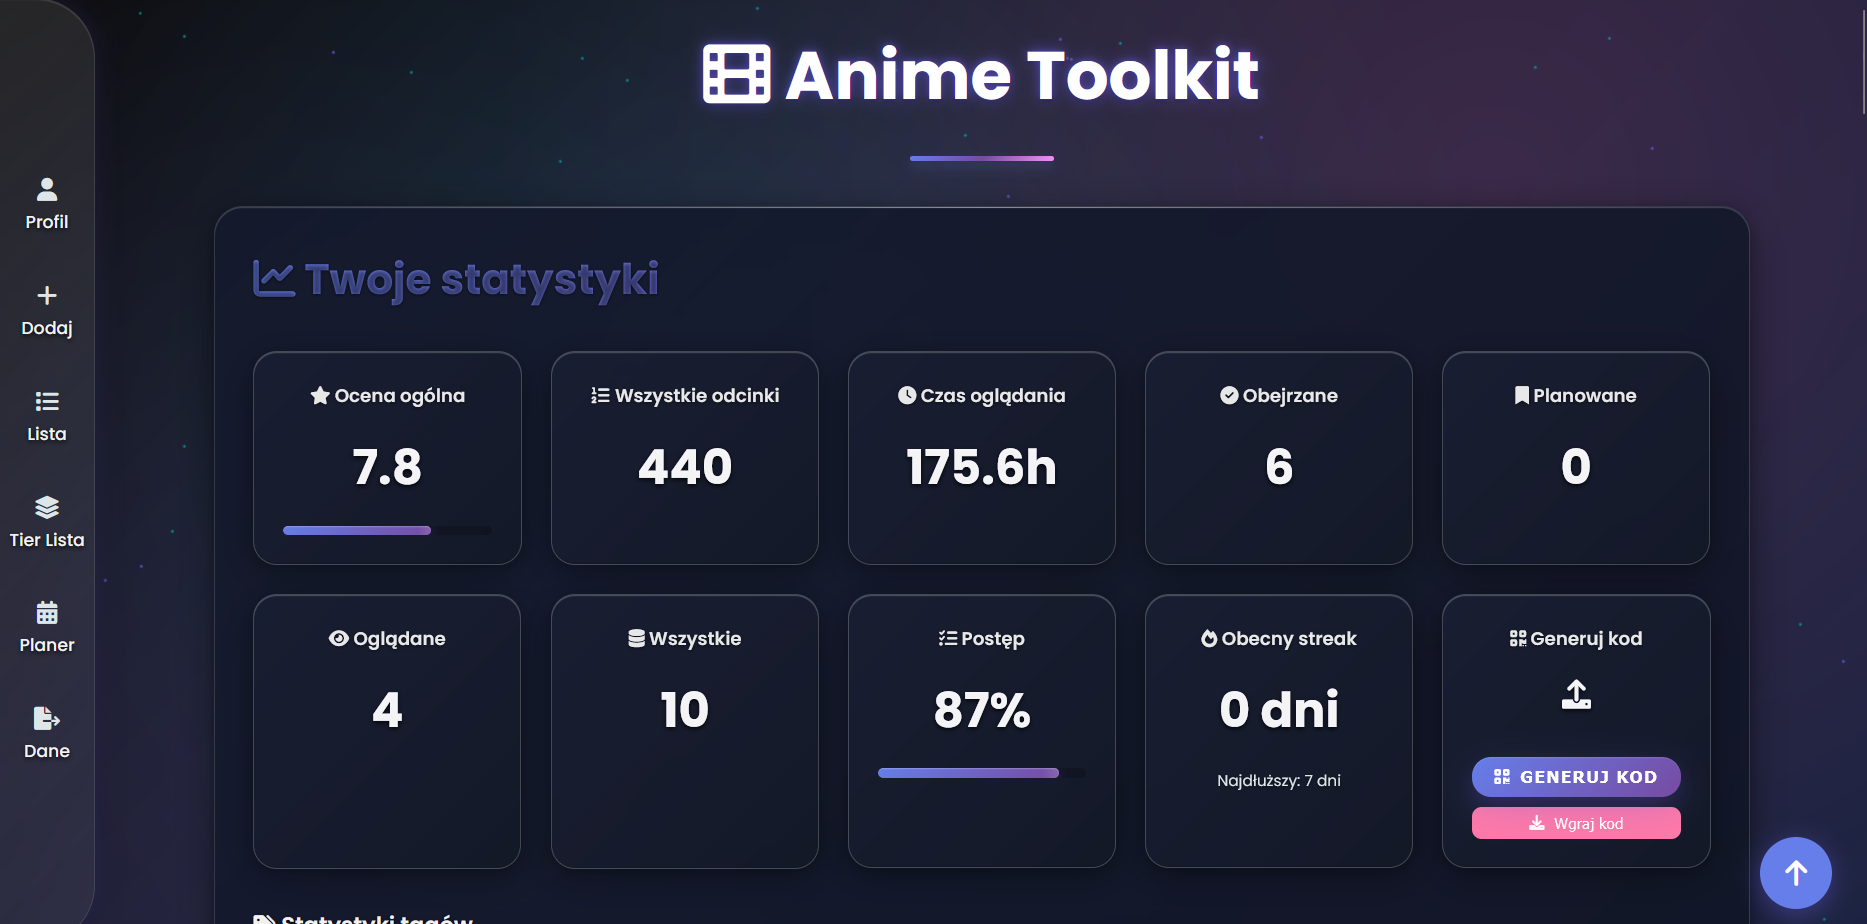 Anime Toolkit
Profil
Dodaj
Lista
Tier Lista
Planer
Dane
Twoje statystyki
Ocena ogólna
7.8
Wszystkie odcinki
440
Czas oglądania
175.6h
Obejrzane
6
Planowane
0
Oglądane
4
Wszystkie
10
Postęp
87%
Obecny streak
0 dni
Najdłuższy: 7 dni
Generuj kod
GENERUJ KOD
Wgraj kod
Statystyki tagów